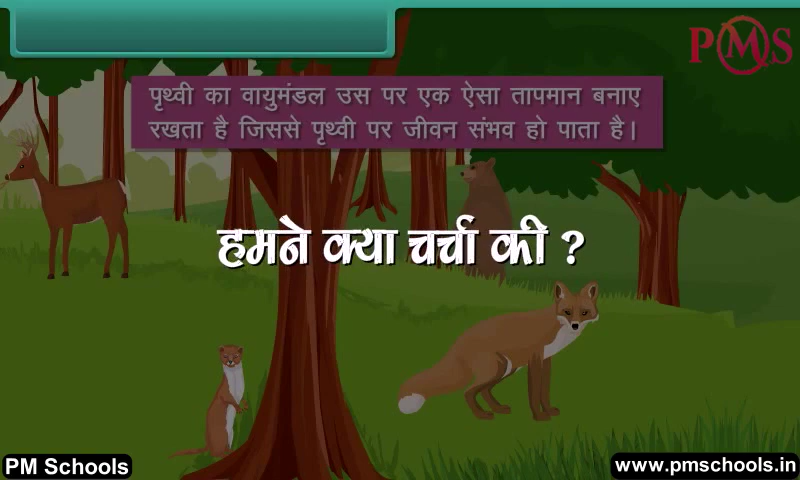 PMS
पृथ्वी का वायुमंडल उस पर एक ऐसा तापमान बनाए
रखता है जिससे पृथ्वी पर जीवन संभव हो पाता है।
हमने क्या चर्चा की ?
PM Schools
www.pmschools.in